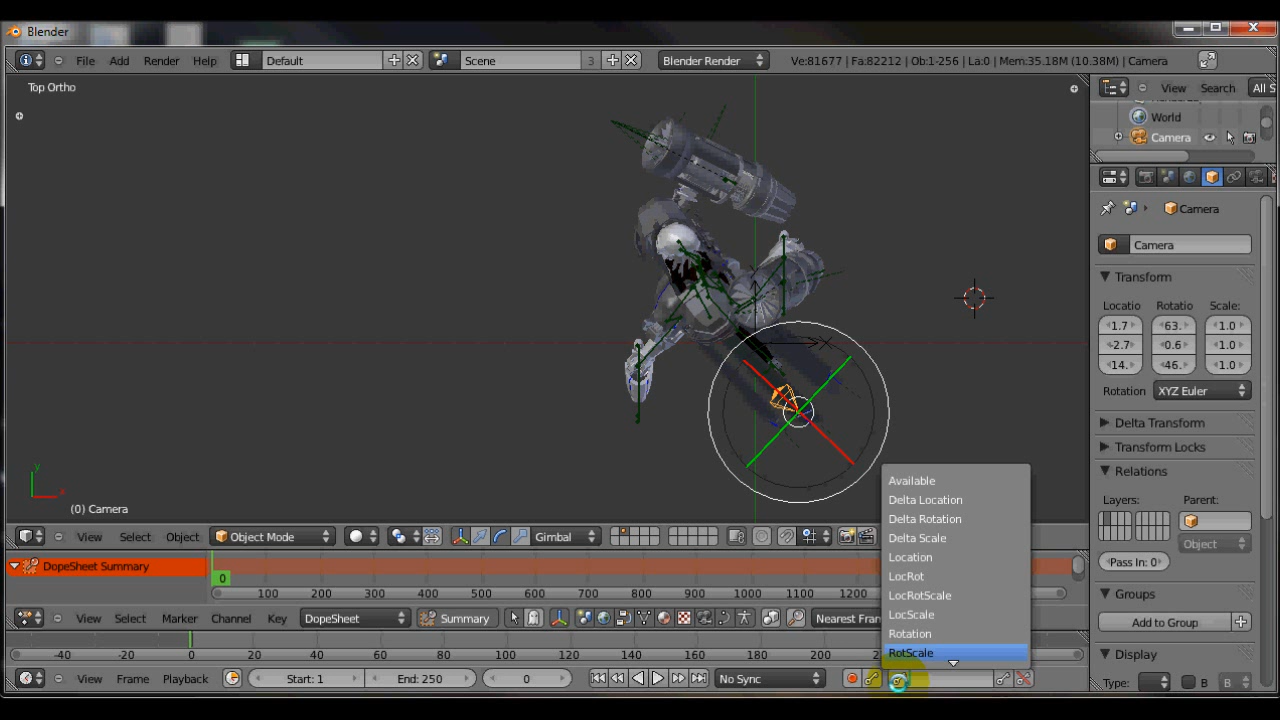 Blender
File Add Render Help Default Scene 3 Blender Render Ve:81677 | Fa:82212 | Ob:1-256 | La:0 | Mem:35.18M (10.38M) | Camera
Top Ortho
View Search All S
World
Camera
Camera
Camera
Transform
Locatio Rotatio Scale:
1.7 63. 1.0
-2.7 0.6 1.0
-14. 46. 1.0
Rotation XYZ Euler
Delta Transform
Transform Locks
Relations
Layers: Parent:
Object
Pass In: 0
Groups
Add to Group
Display
Type: B B
y
(0) Camera
Available
Delta Location
Delta Rotation
Delta Scale
Location
LocRot
LocRotScale
LocScale
Rotation
RotScale
View Select Object Object Mode Gimbal
DopeSheet Summary
0
100 200 300 400 500 600 700 800 900 1000 1100 1200
View Select Marker Channel Key DopeSheet Summary Nearest Fran
-40 -20 0 20 40 60 80 100 120 140 160 180 200
View Frame Playback Start: 1 End: 250 0 No Sync